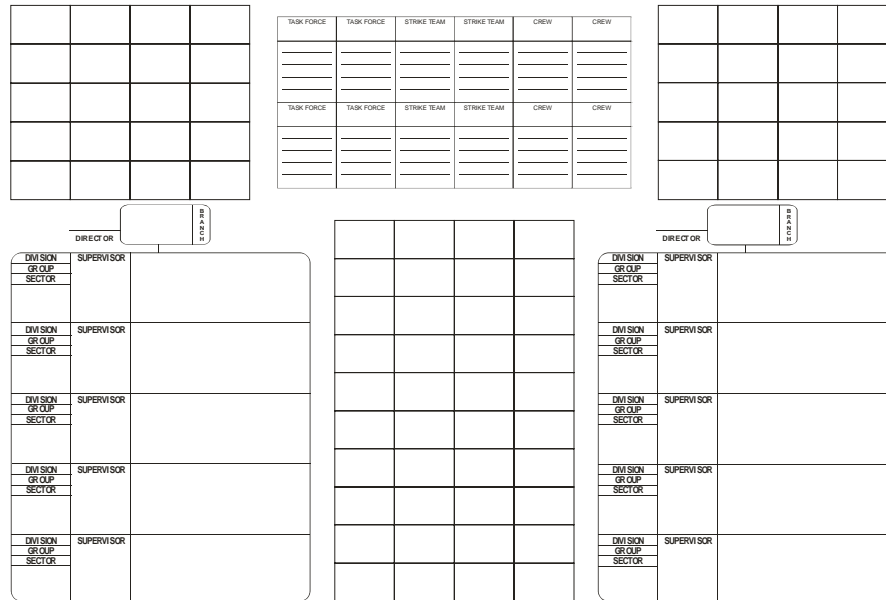 TASK FORCE TASK FORCE STRIKE TEAM STRIKE TEAM CREW CREW
TASK FORCE TASK FORCE STRIKE TEAM STRIKE TEAM CREW CREW
BRANCH
DIRECTOR
DIVISION SUPERVISOR
GROUP
SECTOR
DIVISION SUPERVISOR
GROUP
SECTOR
DIVISION SUPERVISOR
GROUP
SECTOR
DIVISION SUPERVISOR
GROUP
SECTOR
DIVISION SUPERVISOR
GROUP
SECTOR
BRANCH
DIRECTOR
DIVISION SUPERVISOR
GROUP
SECTOR
DIVISION SUPERVISOR
GROUP
SECTOR
DIVISION SUPERVISOR
GROUP
SECTOR
DIVISION SUPERVISOR
GROUP
SECTOR
DIVISION SUPERVISOR
GROUP
SECTOR